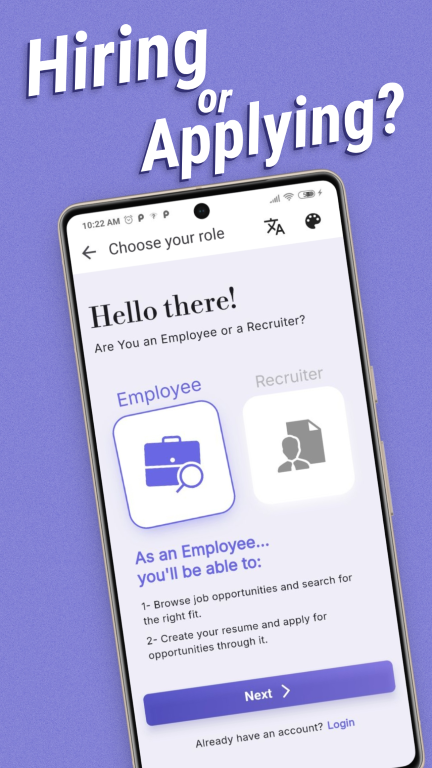 Hiring
or
Applying?
10:22 AM
Choose your role
Hello there!
Are You an Employee or a Recruiter?
Employee
Recruiter
As an Employee...
you'll be able to:
1- Browse job opportunities and search for
the right fit.
2- Create your resume and apply for
opportunities through it.
Next
Already have an account? Login